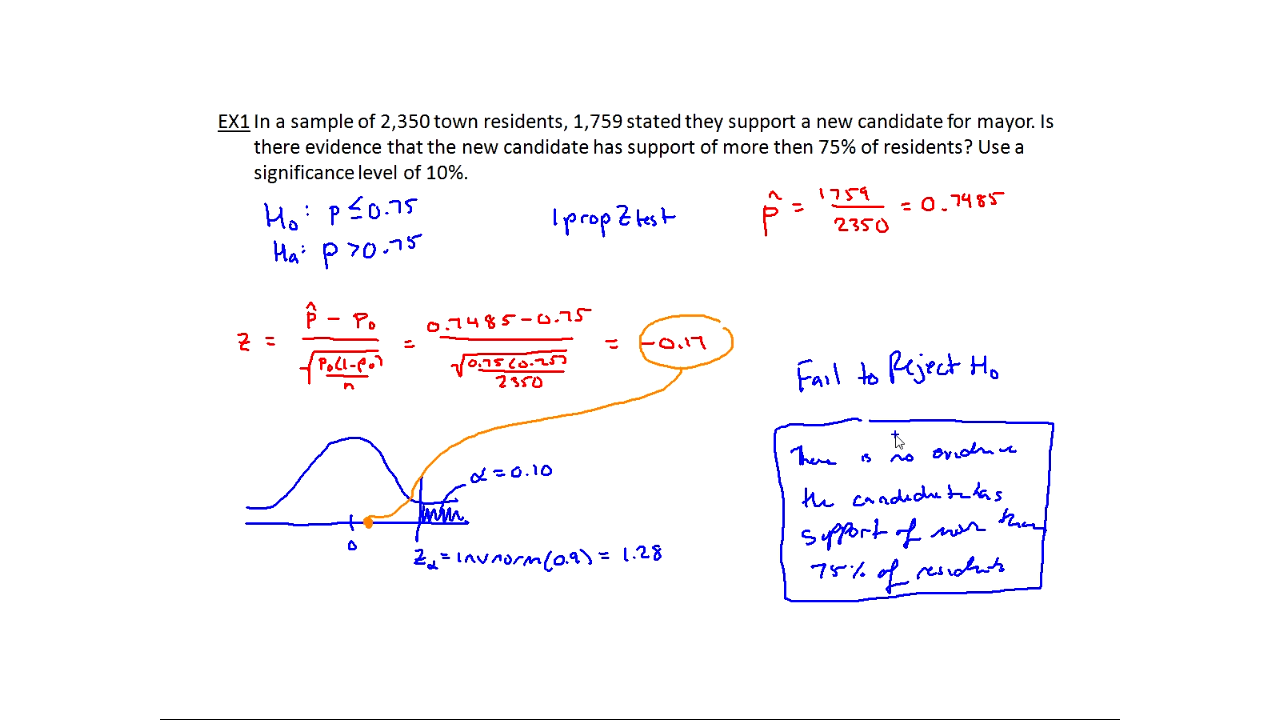 EX1 In a sample of 2,350 town residents, 1,759 stated they support a new candidate for mayor. Is
there evidence that the new candidate has support of more then 75% of residents? Use a
significance level of 10%.
H₀: p ≤ 0.75
1propZtest
p̂ = 1759/2350 = 0.7485
Hₐ: p > 0.75
z = (p̂ - p₀)/√(p₀(1-p₀)/n) = (0.7485-0.75)/√(0.75(0.25)/2350) = -0.17
Fail to Reject H₀
α = 0.10
0
Z_α = invnorm(0.9) = 1.28
There is no evidence
the candidate has
support of more than
75% of residents